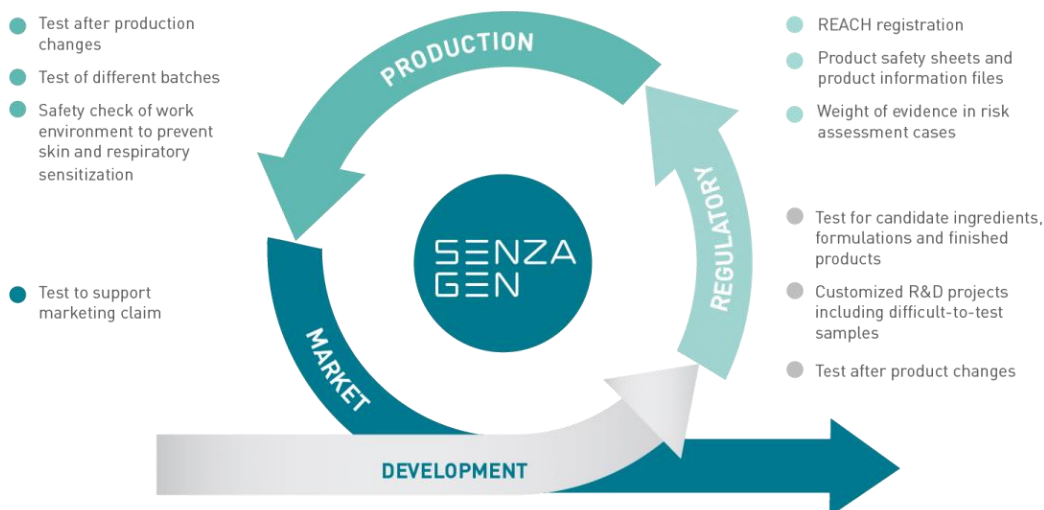 Test after production
changes
Test of different batches
Safety check of work
environment to prevent
skin and respiratory
sensitization
Test to support
marketing claim
PRODUCTION
REGULATORY
MARKET
DEVELOPMENT
SENZA
GEN
REACH registration
Product safety sheets and
product information files
Weight of evidence in risk
assessment cases
Test for candidate ingredients,
formulations and finished
products
Customized R&D projects
including difficult-to-test
samples
Test after product changes